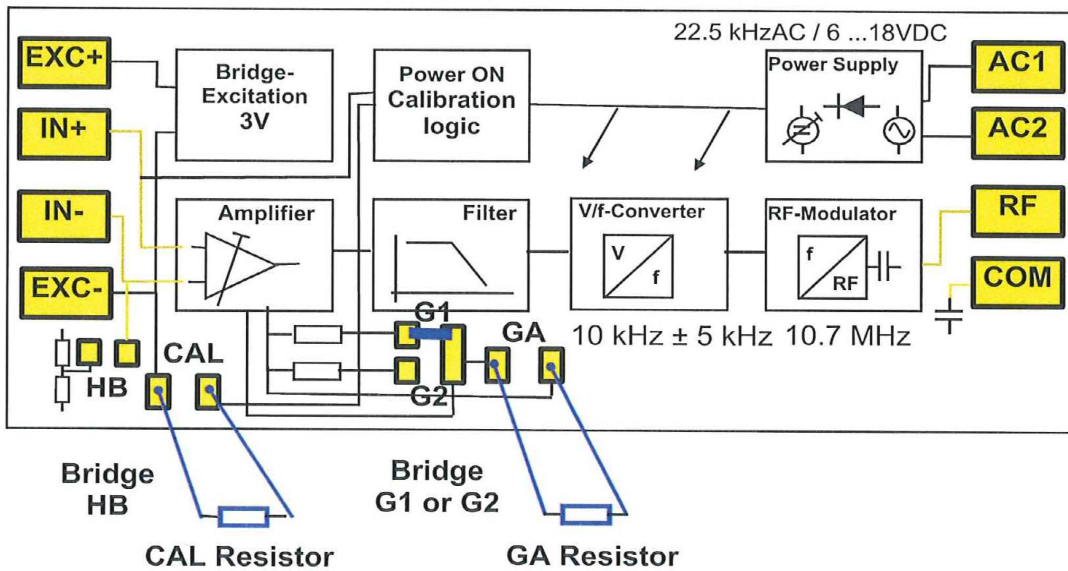 22.5 kHzAC / 6 ...18VDC
EXC+
Bridge-
Excitation
3V
Power ON
Calibration
logic
Power Supply
AC1
IN+
AC2
IN-
Amplifier
Filter
V/f-Converter
RF-Modulator
RF
V
f
f
RF
EXC-
COM
G1
GA
10 kHz ± 5 kHz
10.7 MHz
CAL
HB
G2
Bridge
HB
Bridge
G1 or G2
CAL Resistor
GA Resistor